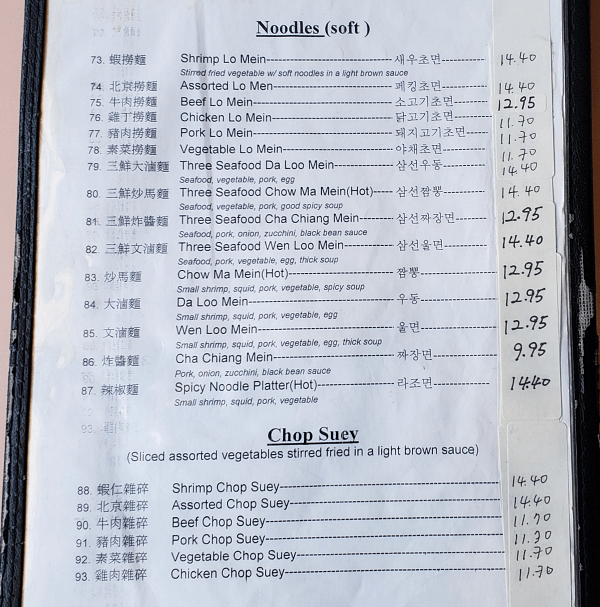 Noodles (soft )
73. 蝦撈麵 Shrimp Lo Mein 새우초면 14.40
Stirred fried vegetable w/ soft noodles in a light brown sauce
74. 北京撈麵 Assorted Lo Men 페킹초면 14.40
75. 牛肉撈麵 Beef Lo Mein 소고기초면 12.95
76. 雞丁撈麵 Chicken Lo Mein 닭고기초면 11.70
77. 豬肉撈麵 Pork Lo Mein 돼지고기초면 11.70
78. 素菜撈麵 Vegetable Lo Mein 야채초면 11.70
79. 三鮮大滷麵 Three Seafood Da Loo Mein 삼선우동 14.40
Seafood, vegetable, pork, egg
80. 三鮮炒馬麵 Three Seafood Chow Ma Mein(Hot) 삼선짬뽕 14.40
Seafood, vegetable, pork, good spicy soup
81. 三鮮炸醬麵 Three Seafood Cha Chiang Mein 삼선짜장면 12.95
Seafood, pork, onion, zucchini, black bean sauce
82. 三鮮文滷麵 Three Seafood Wen Loo Mein 삼선울면 14.40
Seafood, pork, vegetable, egg, thick soup
83. 炒馬麵 Chow Ma Mein(Hot) 짬뽕 12.95
Small shrimp, squid, pork, vegetable, spicy soup
84. 大滷麵 Da Loo Mein 우동 12.95
Small shrimp, squid, pork, vegetable, egg
85. 文滷麵 Wen Loo Mein 울면 12.95
Small shrimp, squid, pork, vegetable, egg, thick soup
86. 炸醬麵 Cha Chiang Mein 짜장면 9.95
Pork, onion, zucchini, black bean sauce
87. 辣椒麵 Spicy Noodle Platter(Hot) 라조면 14.40
Small shrimp, squid, pork, vegetable
Chop Suey
(Sliced assorted vegetables stirred fried in a light brown sauce)
88. 蝦仁雜碎 Shrimp Chop Suey 14.40
89. 北京雜碎 Assorted Chop Suey 14.40
90. 牛肉雜碎 Beef Chop Suey 11.70
91. 豬肉雜碎 Pork Chop Suey 11.70
92. 素菜雜碎 Vegetable Chop Suey 11.70
93. 雞肉雜碎 Chicken Chop Suey 11.70